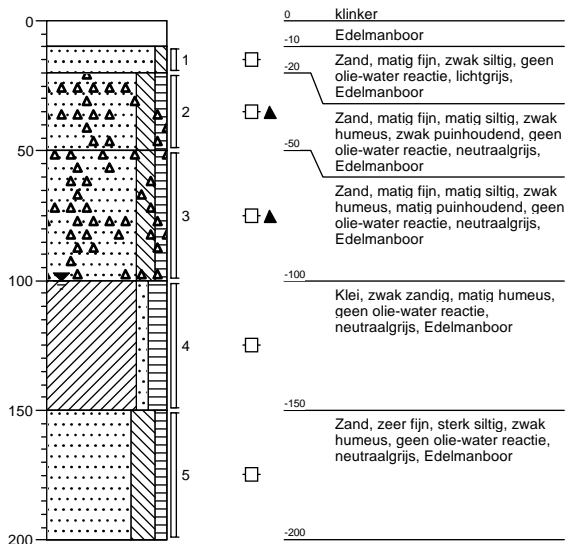 0
klinker
0
-10
Edelmanboor
1
-20
Zand, matig fijn, zwak siltig, geen
olie-water reactie, lichtgrijs,
Edelmanboor
2
Zand, matig fijn, matig siltig, zwak
humeus, zwak puinhoudend, geen
olie-water reactie, neutraalgrijs,
Edelmanboor
50
-50
3
Zand, matig fijn, matig siltig, zwak
humeus, matig puinhoudend, geen
olie-water reactie, neutraalgrijs,
Edelmanboor
100
-100
4
Klei, zwak zandig, matig humeus,
geen olie-water reactie,
neutraalgrijs, Edelmanboor
150
-150
5
Zand, zeer fijn, sterk siltig, zwak
humeus, geen olie-water reactie,
neutraalgrijs, Edelmanboor
200
-200